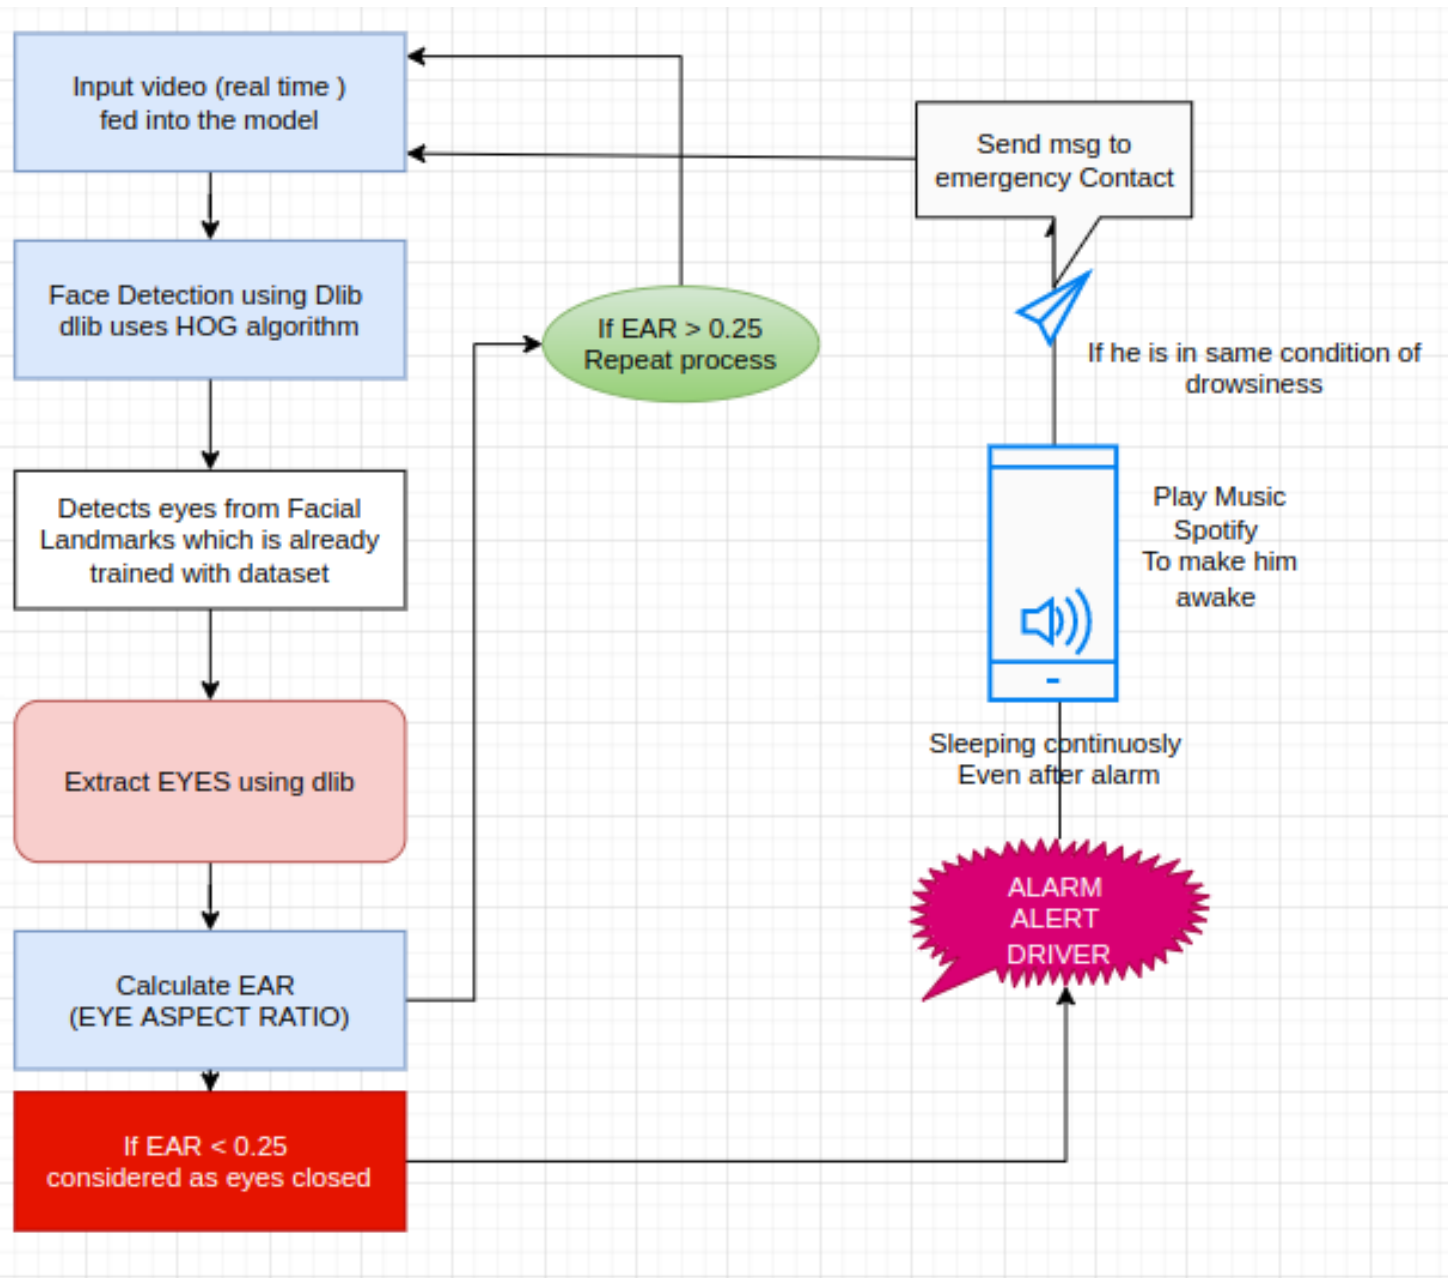 Input video (real time )
fed into the model
Face Detection using Dlib
dlib uses HOG algorithm
Detects eyes from Facial
Landmarks which is already
trained with dataset
Extract EYES using dlib
Calculate EAR
(EYE ASPECT RATIO)
If EAR < 0.25
considered as eyes closed
If EAR > 0.25
Repeat process
Send msg to
emergency Contact
If he is in same condition of
drowsiness
Play Music
Spotify
To make him
awake
Sleeping continuosly
Even after alarm
ALARM
ALERT
DRIVER